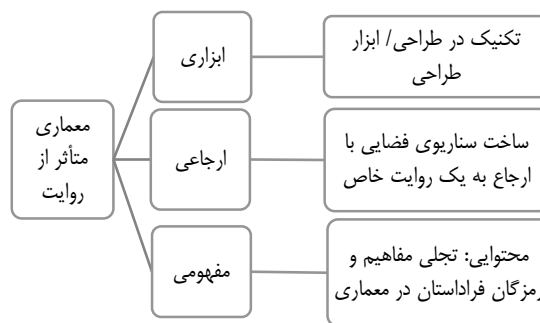 معماری
متأثر از
روایت
ابزاری
تکنیک در طراحی/ ابزار
طراحی
ارجاعی
ساخت سناریوی فضایی با
ارجاع به یک روایت خاص
مفهومی
محتوایی: تجلی مفاهیم و
رمزگان فراداستان در معماری